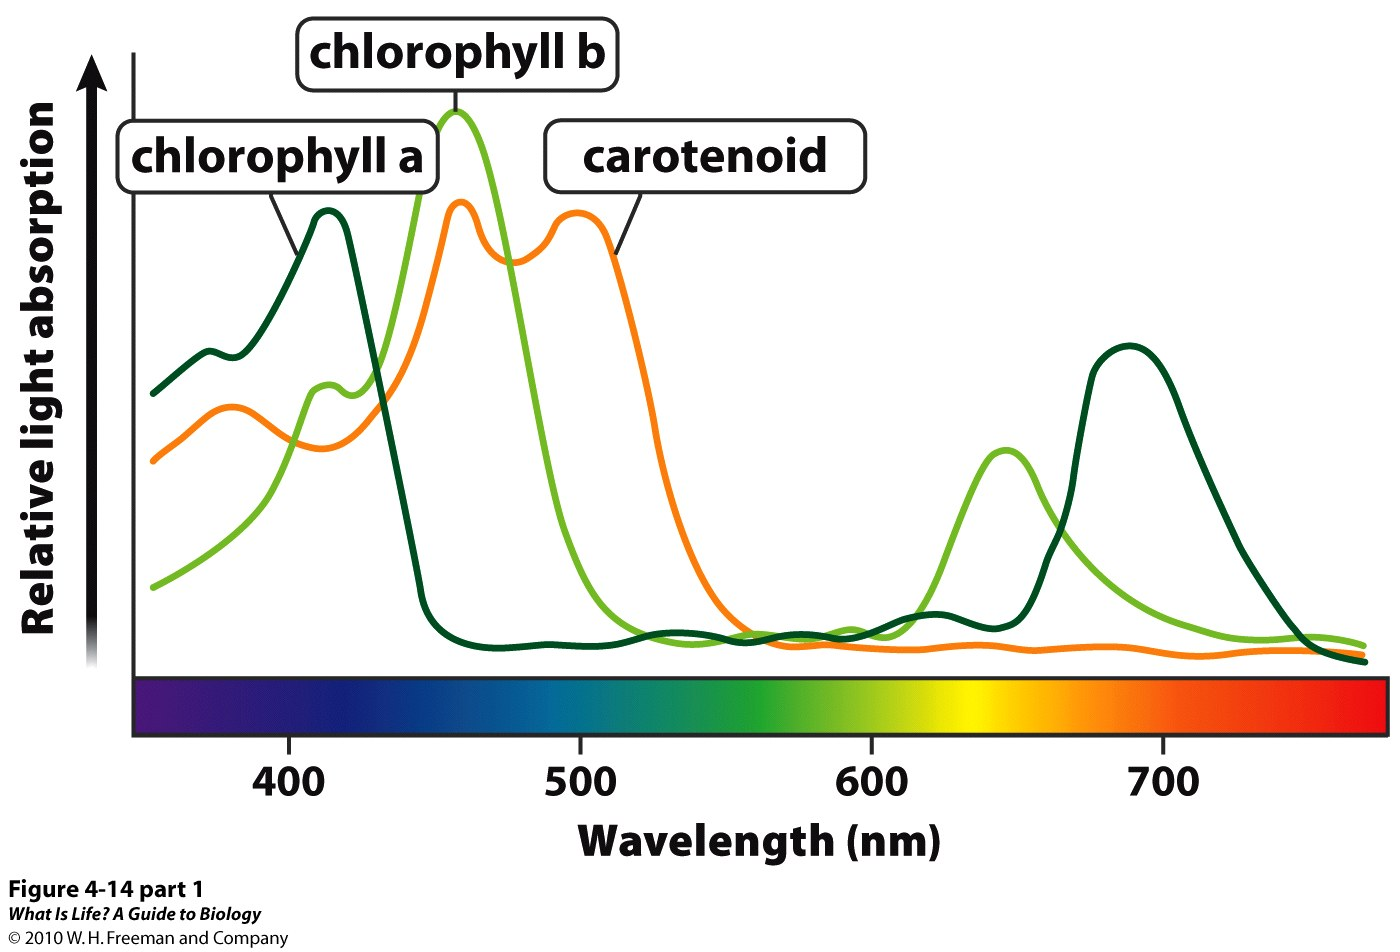 chlorophyll b
chlorophyll a
carotenoid
Relative light absorption
400 500 600 700
Wavelength (nm)
Figure 4-14 part 1
What Is Life? A Guide to Biology
© 2010 W. H. Freeman and Company